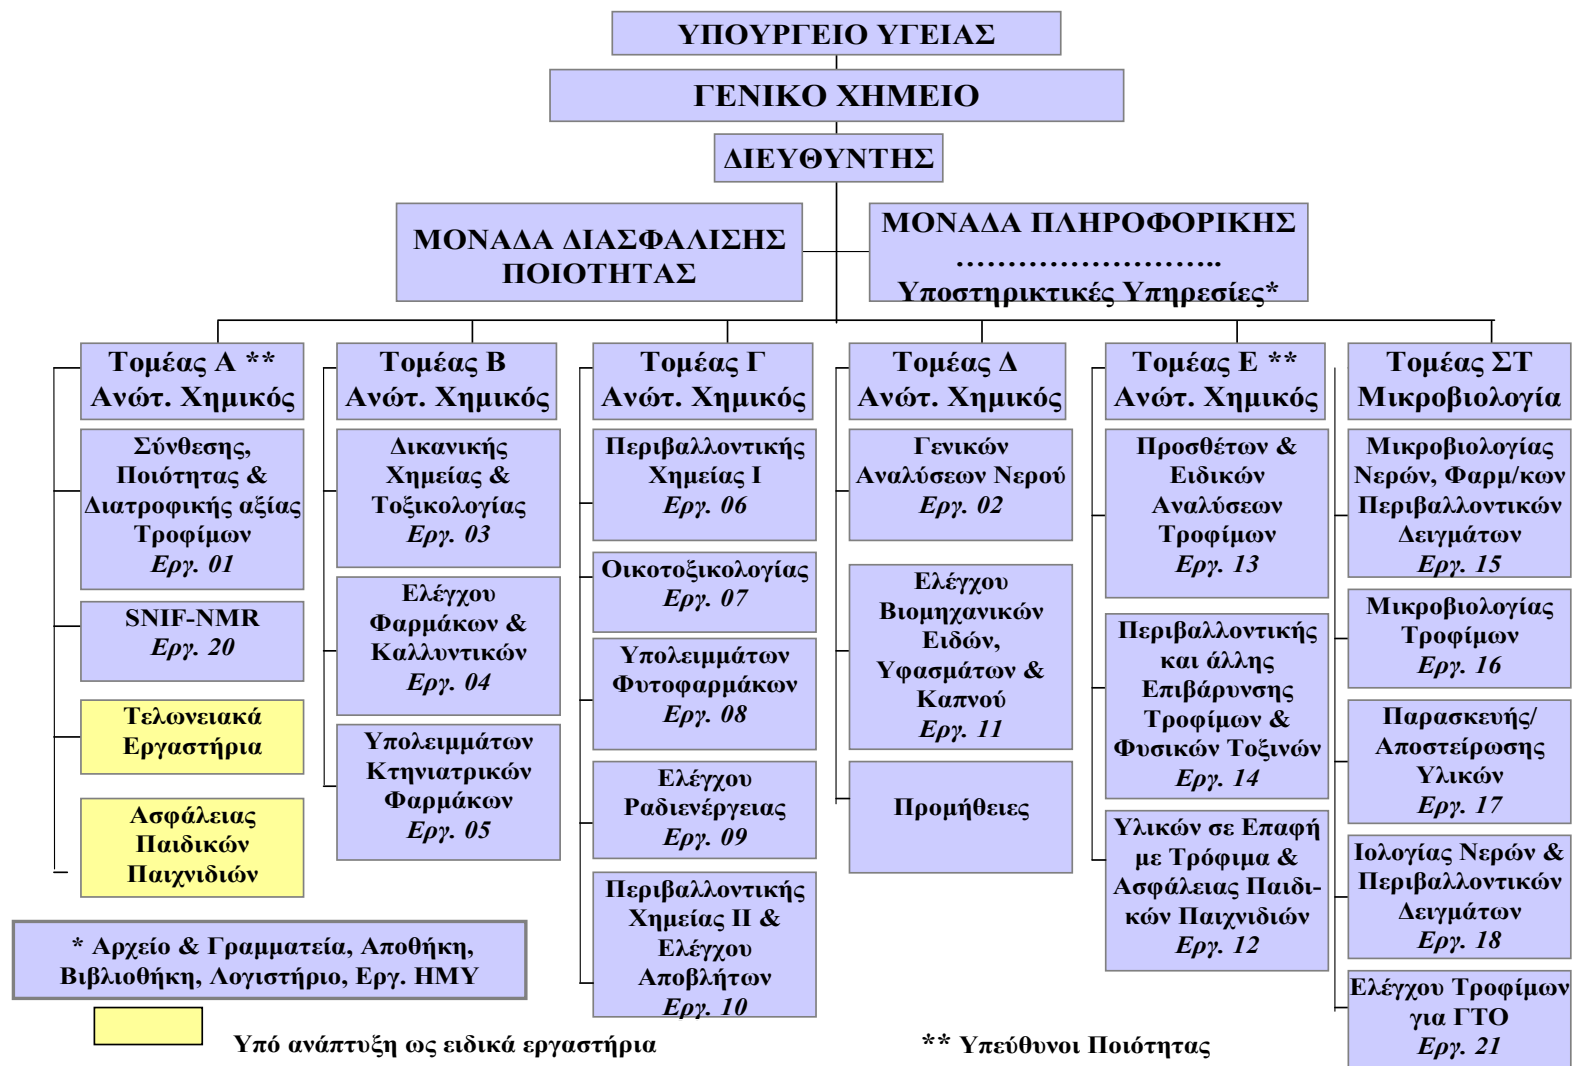 ΥΠΟΥΡΓΕΙΟ ΥΓΕΙΑΣ
ΓΕΝΙΚΟ ΧΗΜΕΙΟ
ΔΙΕΥΘΥΝΤΗΣ
ΜΟΝΑΔΑ ΔΙΑΣΦΑΛΙΣΗΣ
ΠΟΙΟΤΗΤΑΣ
ΜΟΝΑΔΑ ΠΛΗΡΟΦΟΡΙΚΗΣ
……………………..
Υποστηρικτικές Υπηρεσίες*
Τομέας Α **
Ανώτ. Χημικός
Σύνθεσης,
Ποιότητας &
Διατροφικής αξίας
Τροφίμων
Εργ. 01
SNIF-NMR
Εργ. 20
Τελωνειακά
Εργαστήρια
Ασφάλειας
Παιδικών
Παιχνιδιών
Τομέας Β
Ανώτ. Χημικός
Δικανικής
Χημείας &
Τοξικολογίας
Εργ. 03
Ελέγχου
Φαρμάκων &
Καλλυντικών
Εργ. 04
Υπολειμμάτων
Κτηνιατρικών
Φαρμάκων
Εργ. 05
Τομέας Γ
Ανώτ. Χημικός
Περιβαλλοντικής
Χημείας Ι
Εργ. 06
Οικοτοξικολογίας
Εργ. 07
Υπολειμμάτων
Φυτοφαρμάκων
Εργ. 08
Ελέγχου
Ραδιενέργειας
Εργ. 09
Περιβαλλοντικής
Χημείας ΙΙ &
Ελέγχου
Αποβλήτων
Εργ. 10
Τομέας Δ
Ανώτ. Χημικός
Γενικών
Αναλύσεων Νερού
Εργ. 02
Ελέγχου
Βιομηχανικών
Ειδών,
Υφασμάτων &
Καπνού
Εργ. 11
Προμήθειες
Τομέας Ε **
Ανώτ. Χημικός
Προσθέτων &
Ειδικών
Αναλύσεων
Τροφίμων
Εργ. 13
Περιβαλλοντικής
και άλλης
Επιβάρυνσης
Τροφίμων &
Φυσικών Τοξινών
Εργ. 14
Υλικών σε Επαφή
με Τρόφιμα &
Ασφάλειας Παιδι-
κών Παιχνιδιών
Εργ. 12
Τομέας ΣΤ
Μικροβιολογία
Μικροβιολογίας
Νερών, Φαρμ/κων
Περιβαλλοντικών
Δειγμάτων
Εργ. 15
Μικροβιολογίας
Τροφίμων
Εργ. 16
Παρασκευής/
Αποστείρωσης
Υλικών
Εργ. 17
Ιολογίας Νερών &
Περιβαλλοντικών
Δειγμάτων
Εργ. 18
Ελέγχου Τροφίμων
για ΓΤΟ
Εργ. 21
* Αρχείο & Γραμματεία, Αποθήκη,
Βιβλιοθήκη, Λογιστήριο, Εργ. ΗΜΥ
Υπό ανάπτυξη ως ειδικά εργαστήρια
** Υπεύθυνοι Ποιότητας